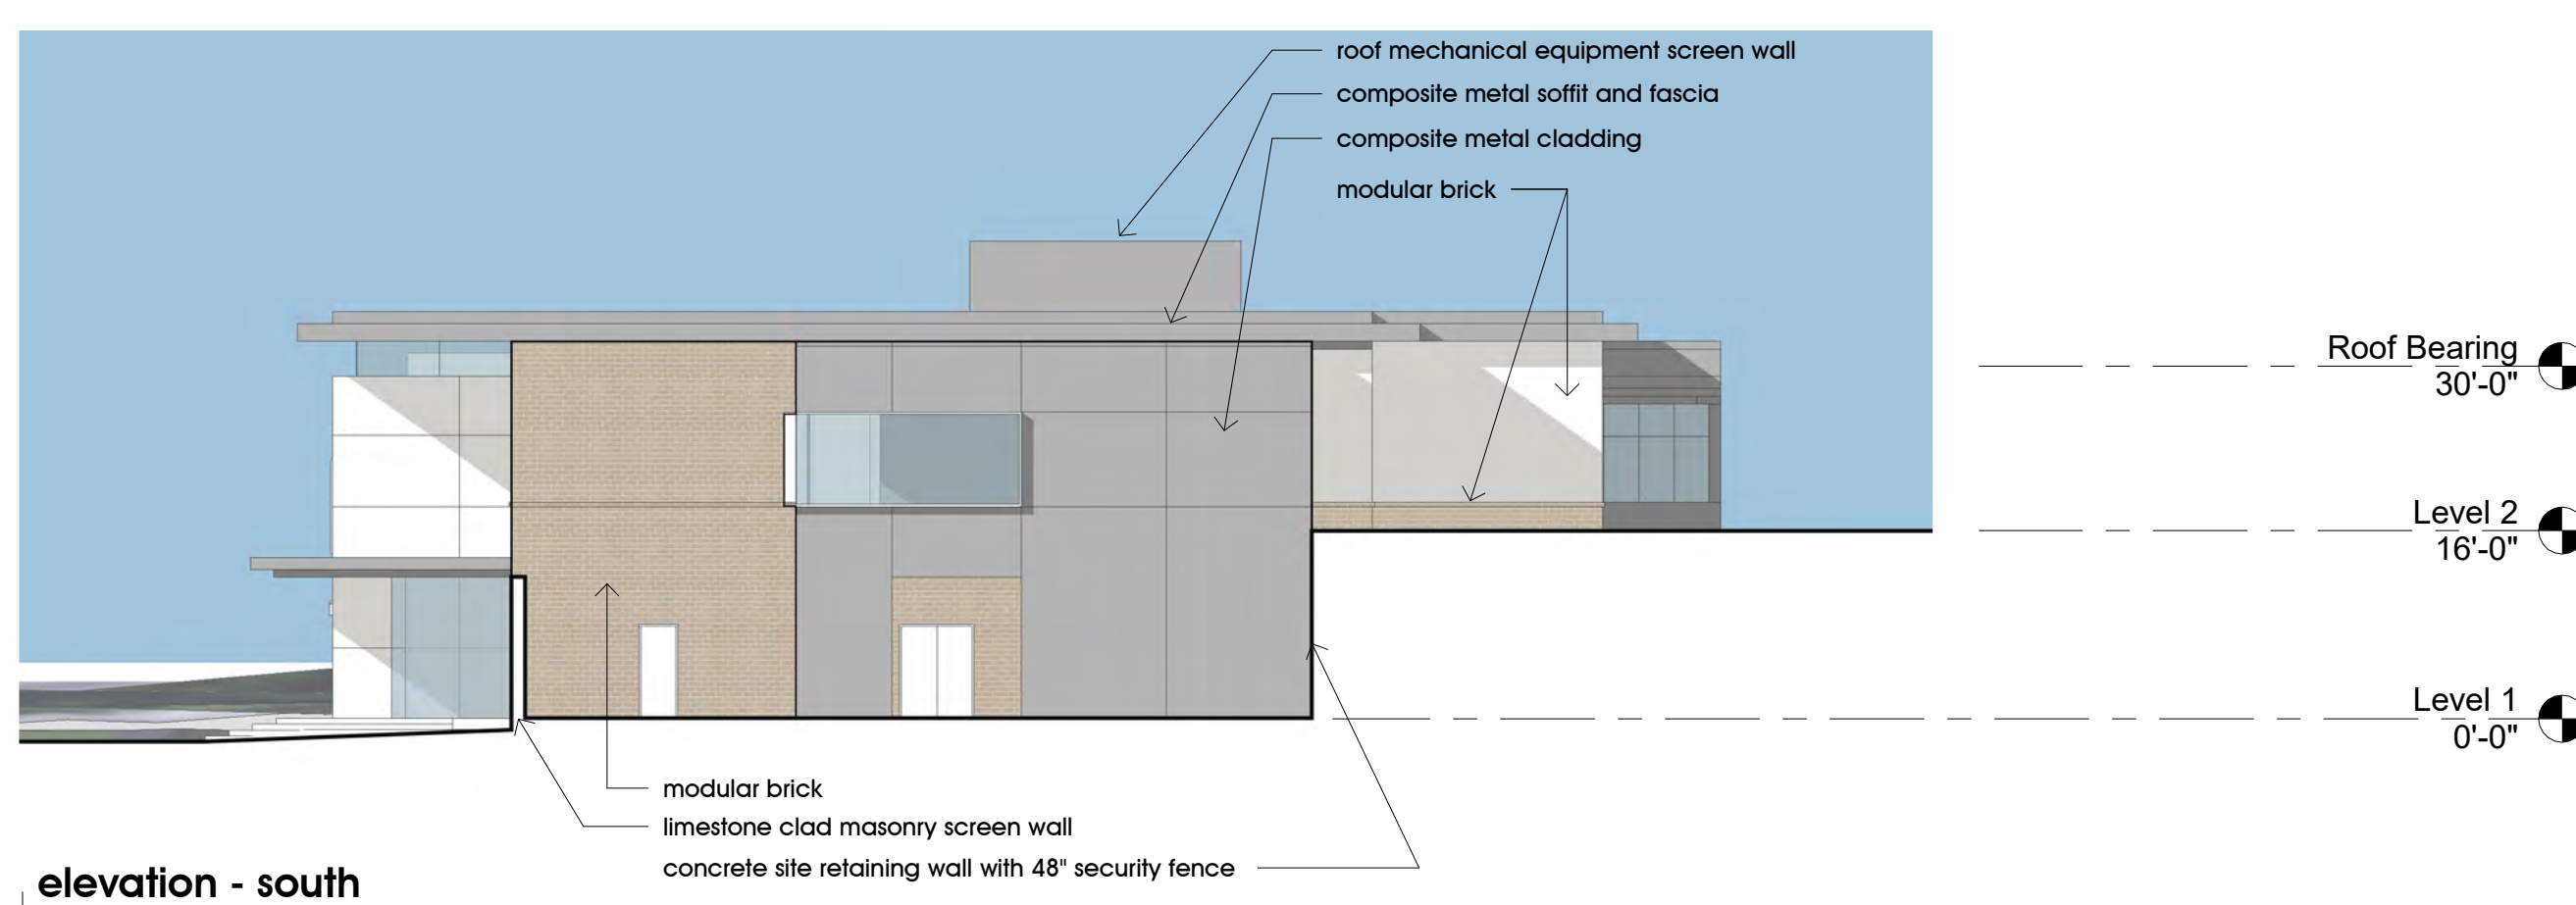 roof mechanical equipment screen wall
composite metal soffit and fascia
composite metal cladding
modular brick
Roof Bearing
30'-0"
Level 2
16'-0"
Level 1
0'-0"
modular brick
limestone clad masonry screen wall
concrete site retaining wall with 48" security fence
elevation - south